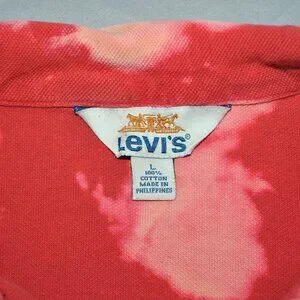 Levi's®
L
100%
COTTON
MADE IN
PHILIPPINES